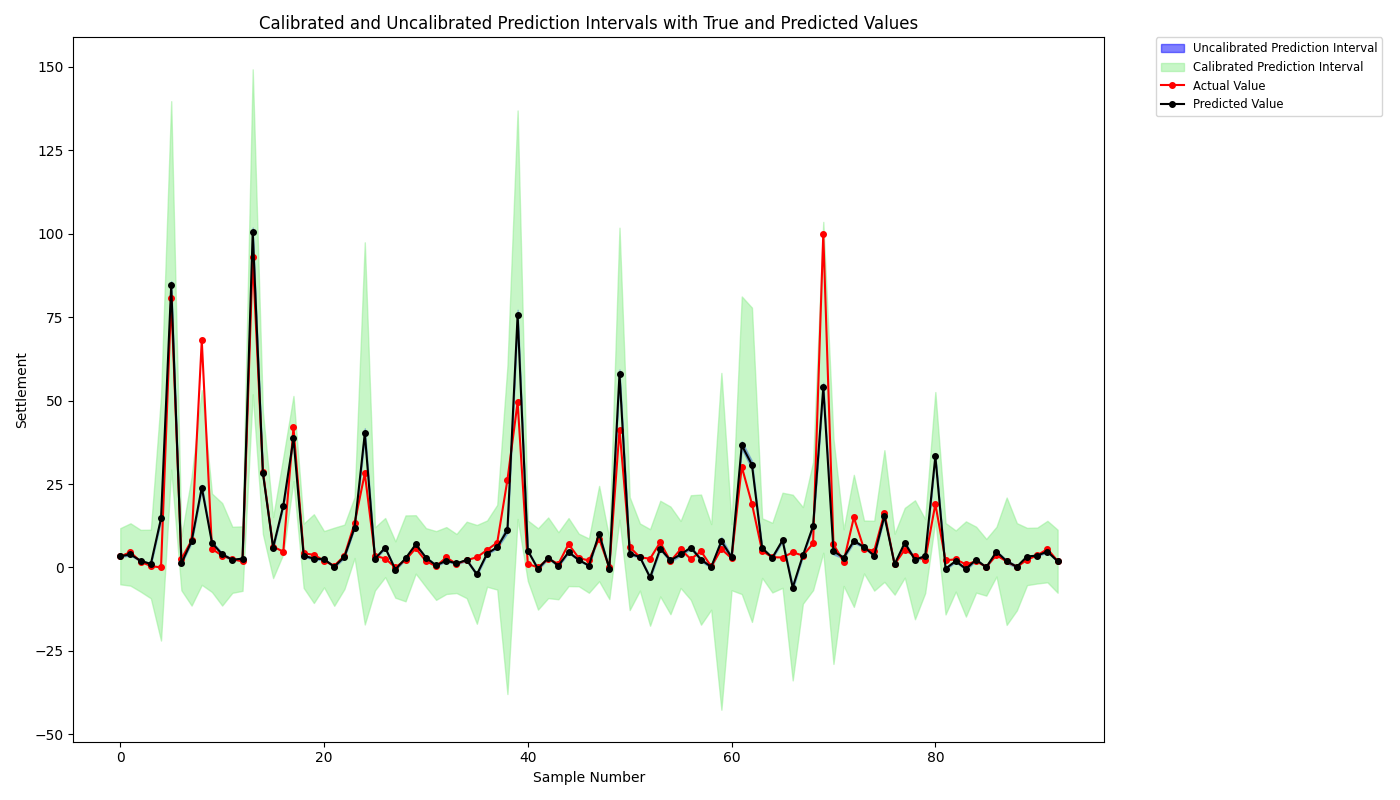 Calibrated and Uncalibrated Prediction Intervals with True and Predicted Values
Uncalibrated Prediction Interval
Calibrated Prediction Interval
Actual Value
Predicted Value
Settlement
150
125
100
75
50
25
0
−25
−50
0 20 40 60 80
Sample Number